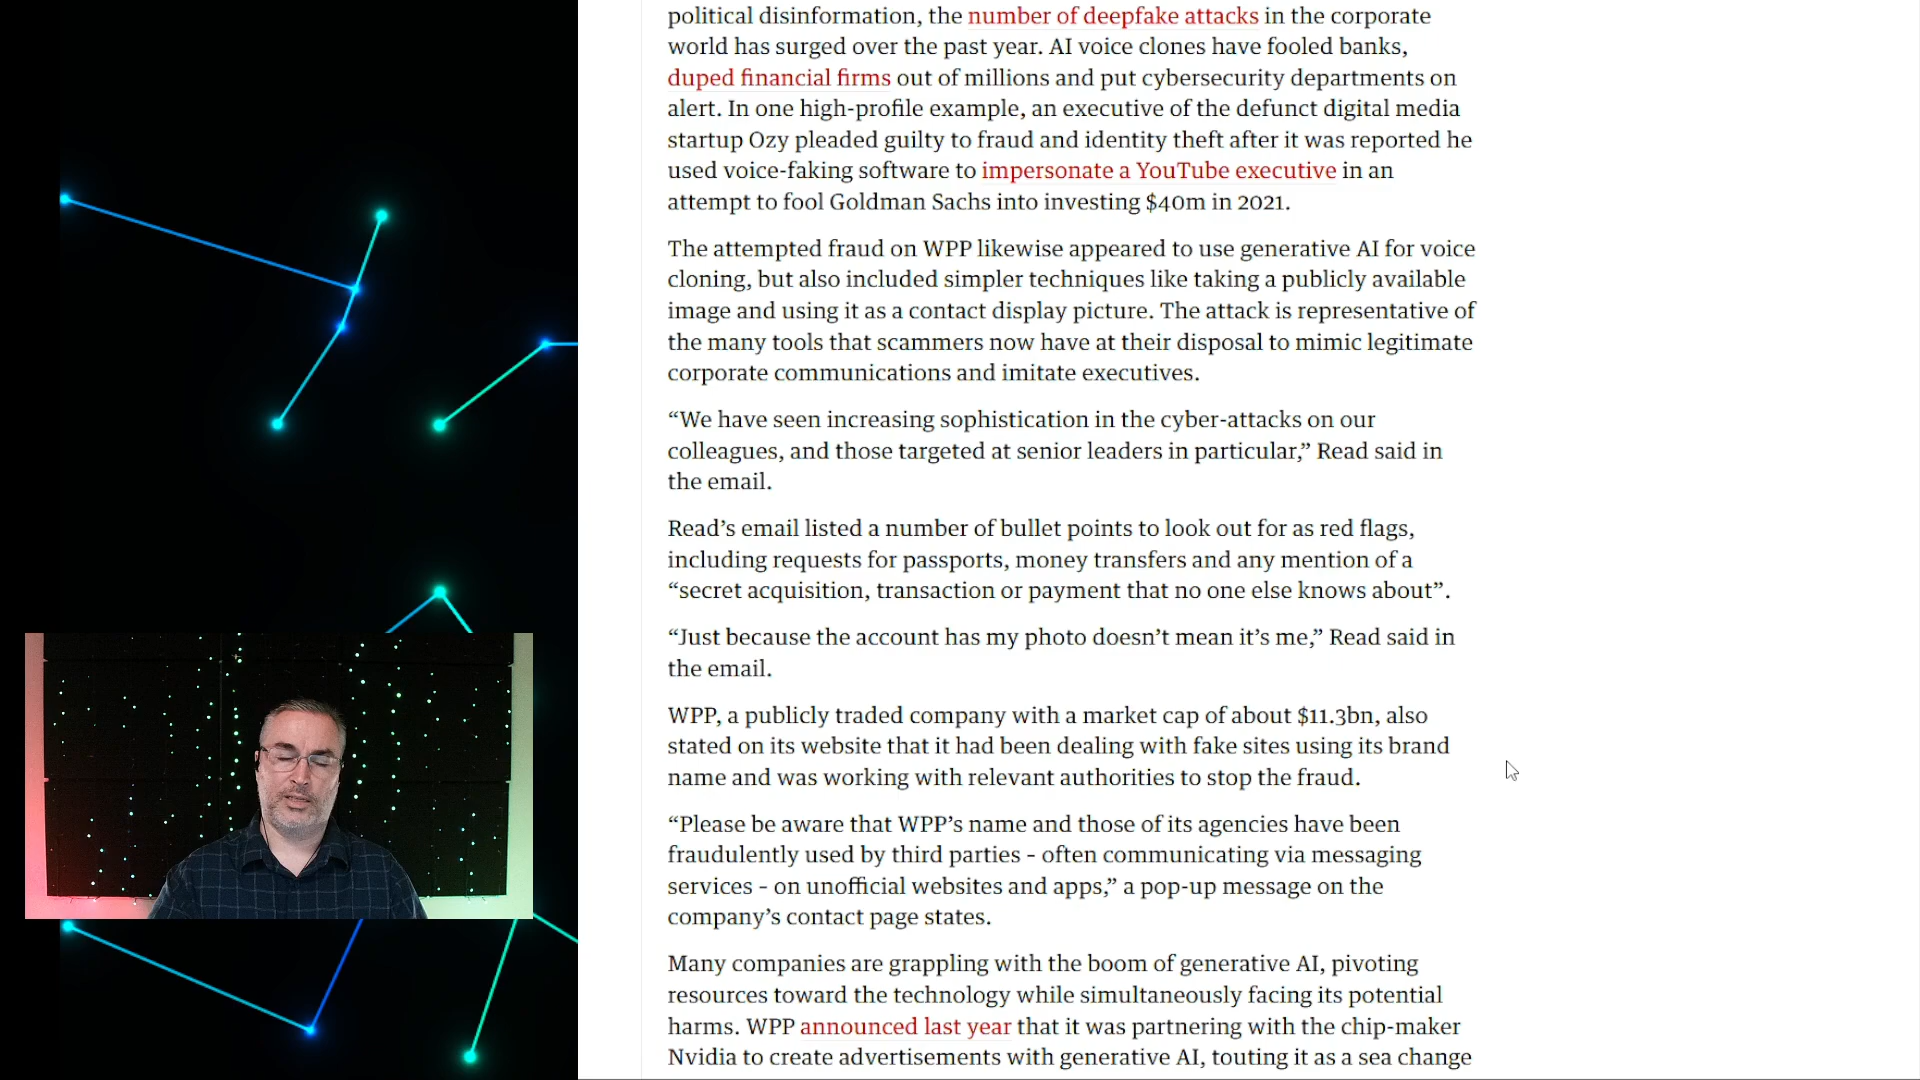 political disinformation, the number of deepfake attacks in the corporate
world has surged over the past year. AI voice clones have fooled banks,
duped financial firms out of millions and put cybersecurity departments on
alert. In one high-profile example, an executive of the defunct digital media
startup Ozy pleaded guilty to fraud and identity theft after it was reported he
used voice-faking software to impersonate a YouTube executive in an
attempt to fool Goldman Sachs into investing $40m in 2021.
The attempted fraud on WPP likewise appeared to use generative AI for voice
cloning, but also included simpler techniques like taking a publicly available
image and using it as a contact display picture. The attack is representative of
the many tools that scammers now have at their disposal to mimic legitimate
corporate communications and imitate executives.
“We have seen increasing sophistication in the cyber-attacks on our
colleagues, and those targeted at senior leaders in particular,” Read said in
the email.
Read’s email listed a number of bullet points to look out for as red flags,
including requests for passports, money transfers and any mention of a
“secret acquisition, transaction or payment that no one else knows about”.
“Just because the account has my photo doesn’t mean it’s me,” Read said in
the email.
WPP, a publicly traded company with a market cap of about $11.3bn, also
stated on its website that it had been dealing with fake sites using its brand
name and was working with relevant authorities to stop the fraud.
“Please be aware that WPP’s name and those of its agencies have been
fraudulently used by third parties - often communicating via messaging
services - on unofficial websites and apps,” a pop-up message on the
company’s contact page states.
Many companies are grappling with the boom of generative AI, pivoting
resources toward the technology while simultaneously facing its potential
harms. WPP announced last year that it was partnering with the chip-maker
Nvidia to create advertisements with generative AI, touting it as a sea change